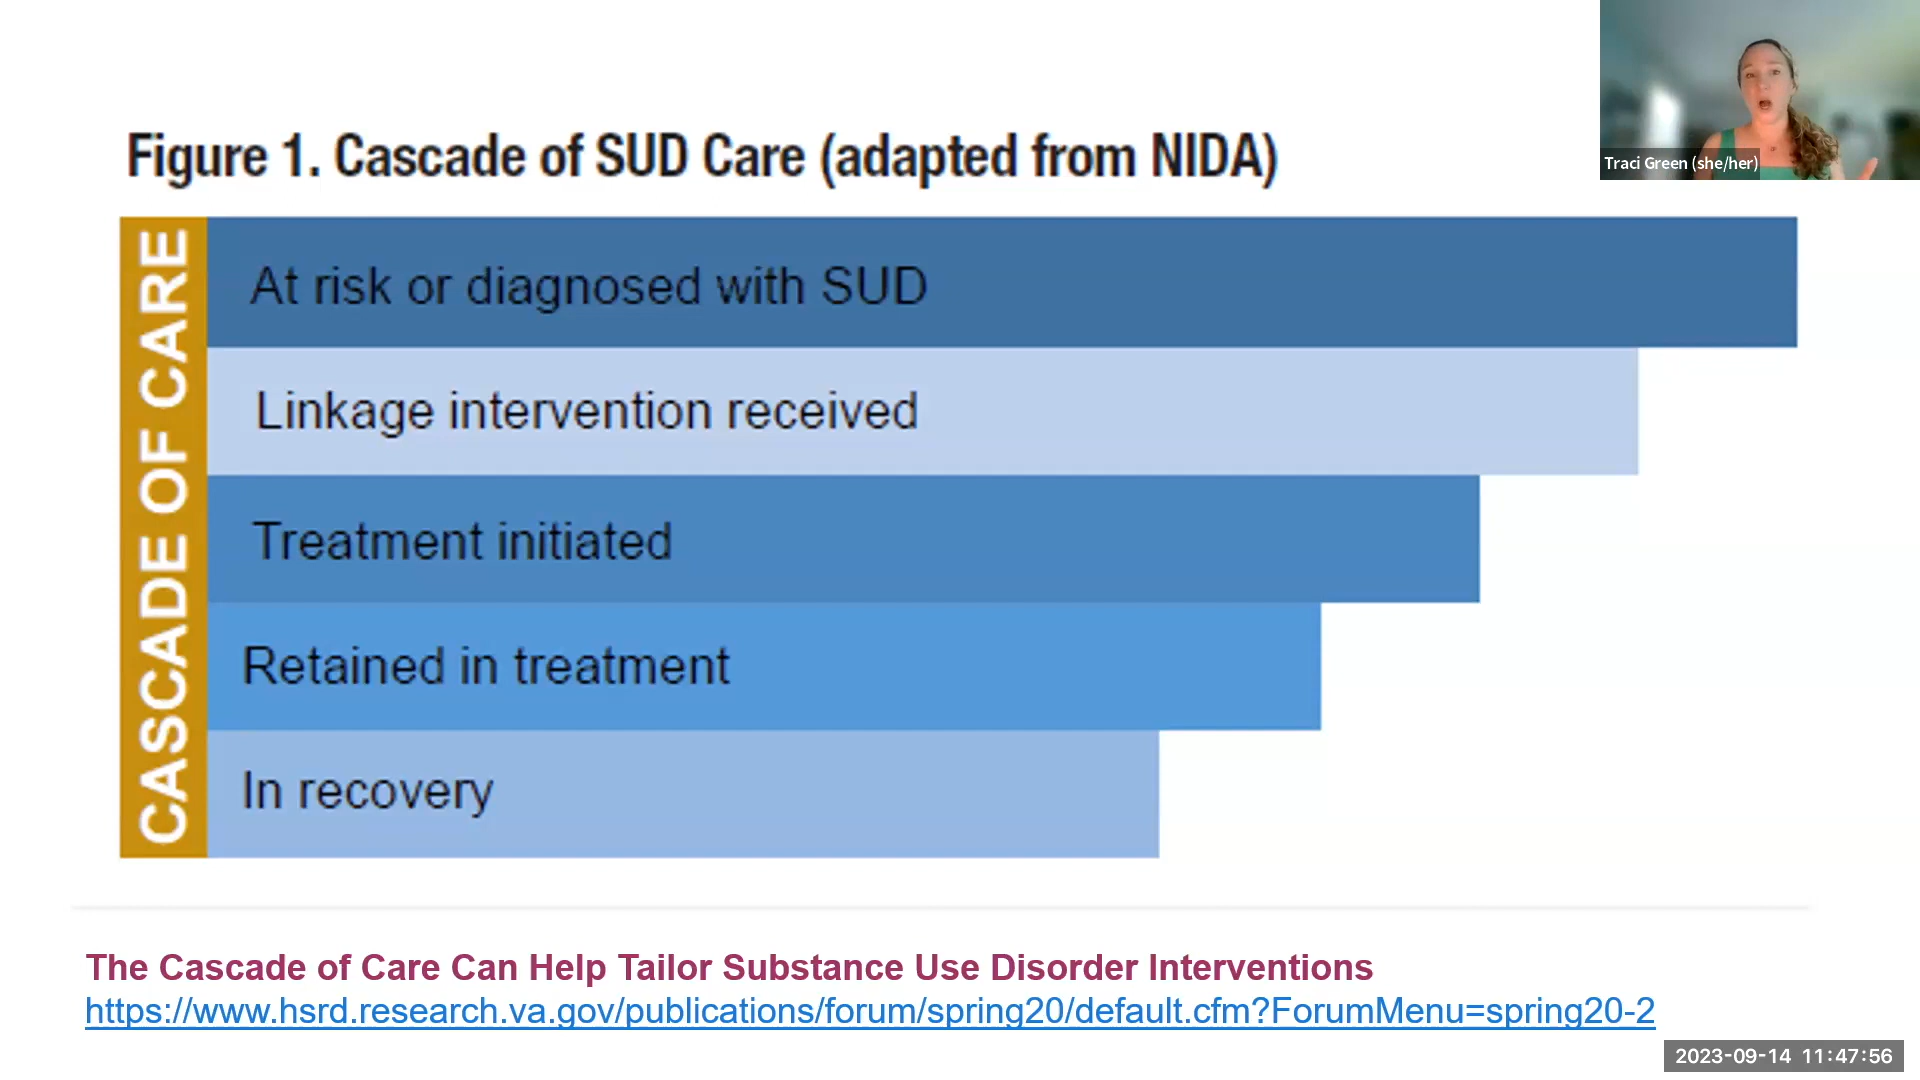 Traci Green (she/her)
Figure 1. Cascade of SUD Care (adapted from NIDA)
CASCADE OF CARE
At risk or diagnosed with SUD
Linkage intervention received
Treatment initiated
Retained in treatment
In recovery
The Cascade of Care Can Help Tailor Substance Use Disorder Interventions
https://www.hsrd.research.va.gov/publications/forum/spring20/default.cfm?ForumMenu=spring20-2
2023-09-14 11:47:56